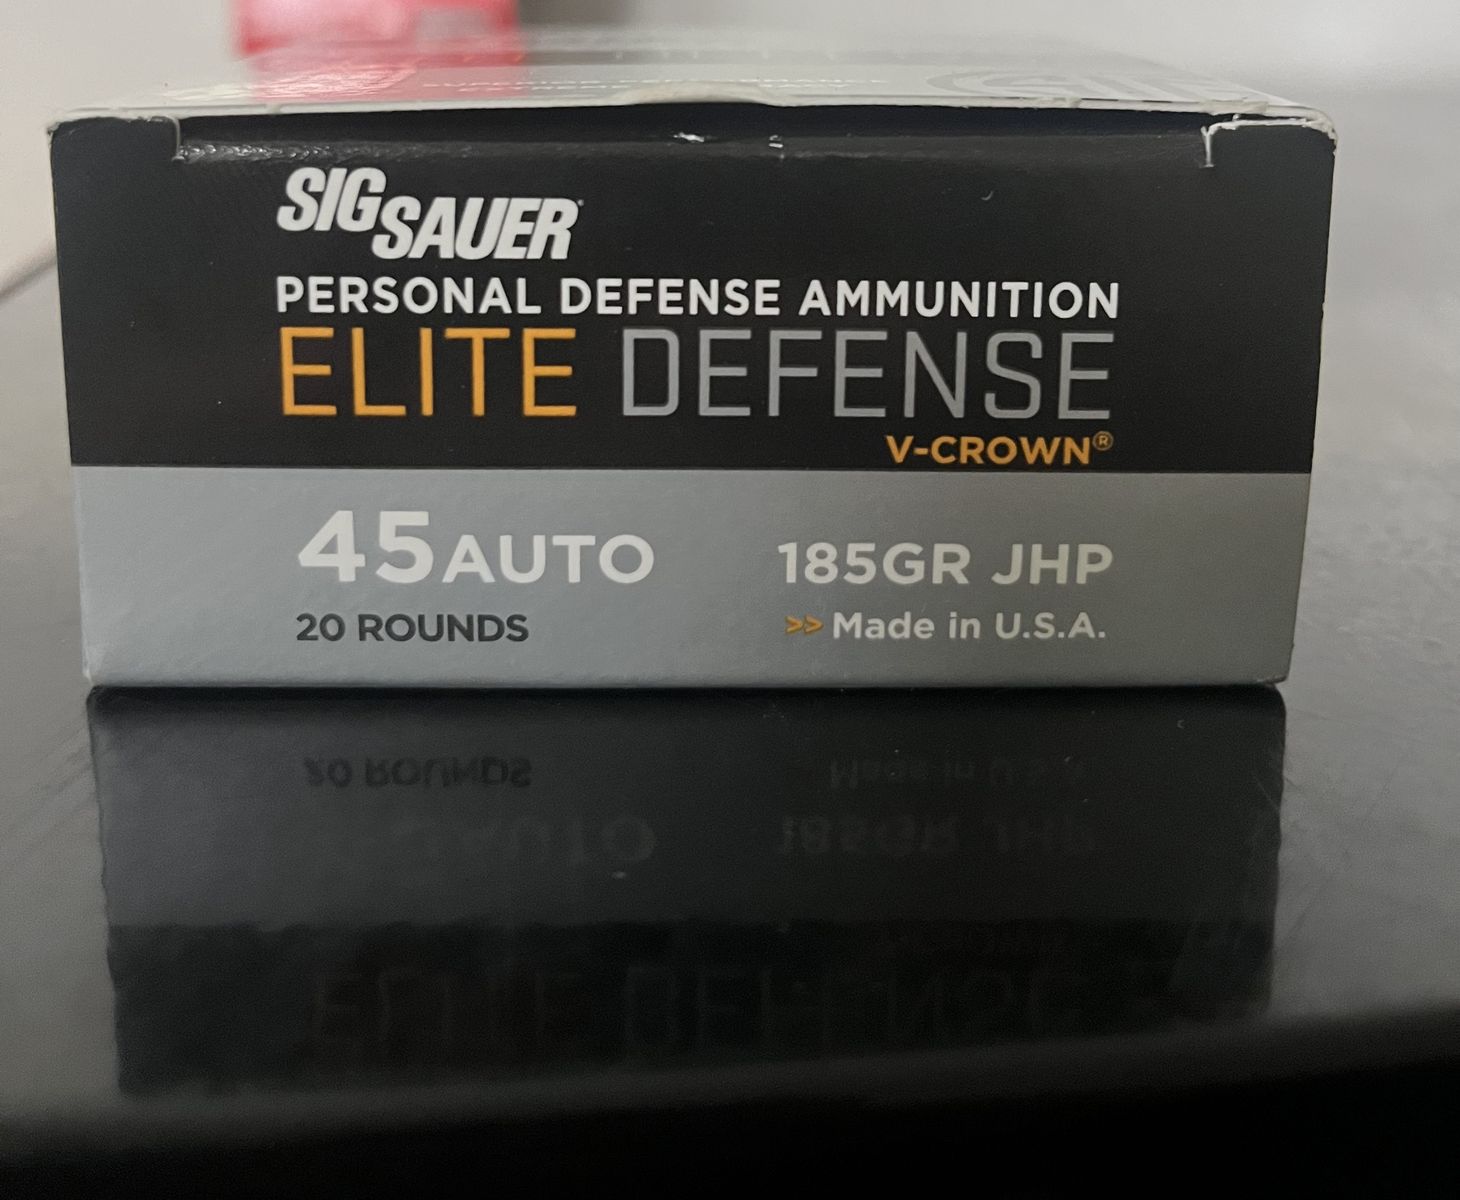 SIG SAUER
PERSONAL DEFENSE AMMUNITION
ELITE DEFENSE
V-CROWN®
45 AUTO
185GR JHP
20 ROUNDS
>> Made in U.S.A.